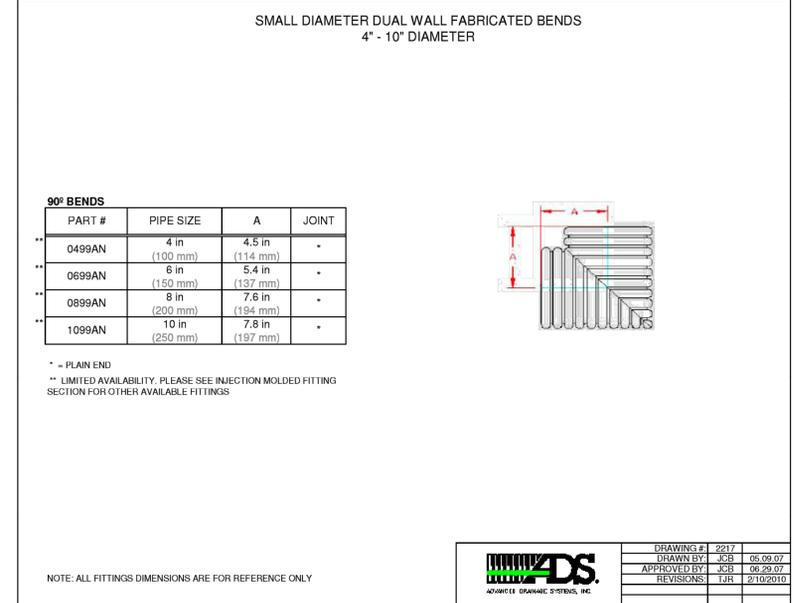 SMALL DIAMETER DUAL WALL FABRICATED BENDS
4" - 10" DIAMETER
90º BENDS
PART # PIPE SIZE A JOINT
** 0499AN 4 in (100 mm) 4.5 in (114 mm) *
** 0699AN 6 in (150 mm) 5.4 in (137 mm) *
** 0899AN 8 in (200 mm) 7.6 in (194 mm) *
** 1099AN 10 in (250 mm) 7.8 in (197 mm) *
* = PLAIN END
** LIMITED AVAILABILITY. PLEASE SEE INJECTION MOLDED FITTING
SECTION FOR OTHER AVAILABLE FITTINGS
A
A
NOTE: ALL FITTINGS DIMENSIONS ARE FOR REFERENCE ONLY
ADS.
ADVANCED DRAINAGE SYSTEMS, INC.
DRAWING #: 2217
DRAWN BY: JCB 05.09.07
APPROVED BY: JCB 06.29.07
REVISIONS: TJR 2/10/2010